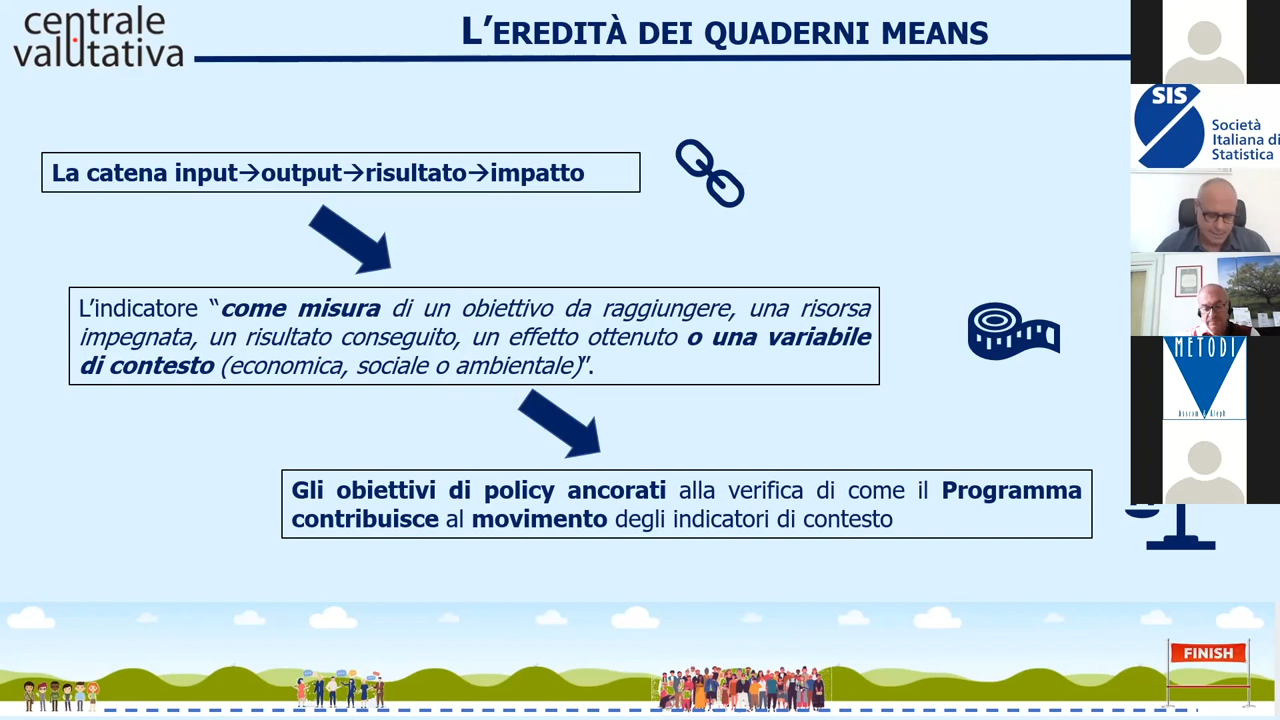 centrale
valutativa
L'EREDITÀ DEI QUADERNI MEANS
La catena input→output→risultato→impatto
L'indicatore "come misura di un obiettivo da raggiungere, una risorsa
impegnata, un risultato conseguito, un effetto ottenuto o una variabile
di contesto (economica, sociale o ambientale)".
Gli obiettivi di policy ancorati alla verifica di come il Programma
contribuisce al movimento degli indicatori di contesto
SIS
Società
Italiana di
Statistica
METODI
FINISH